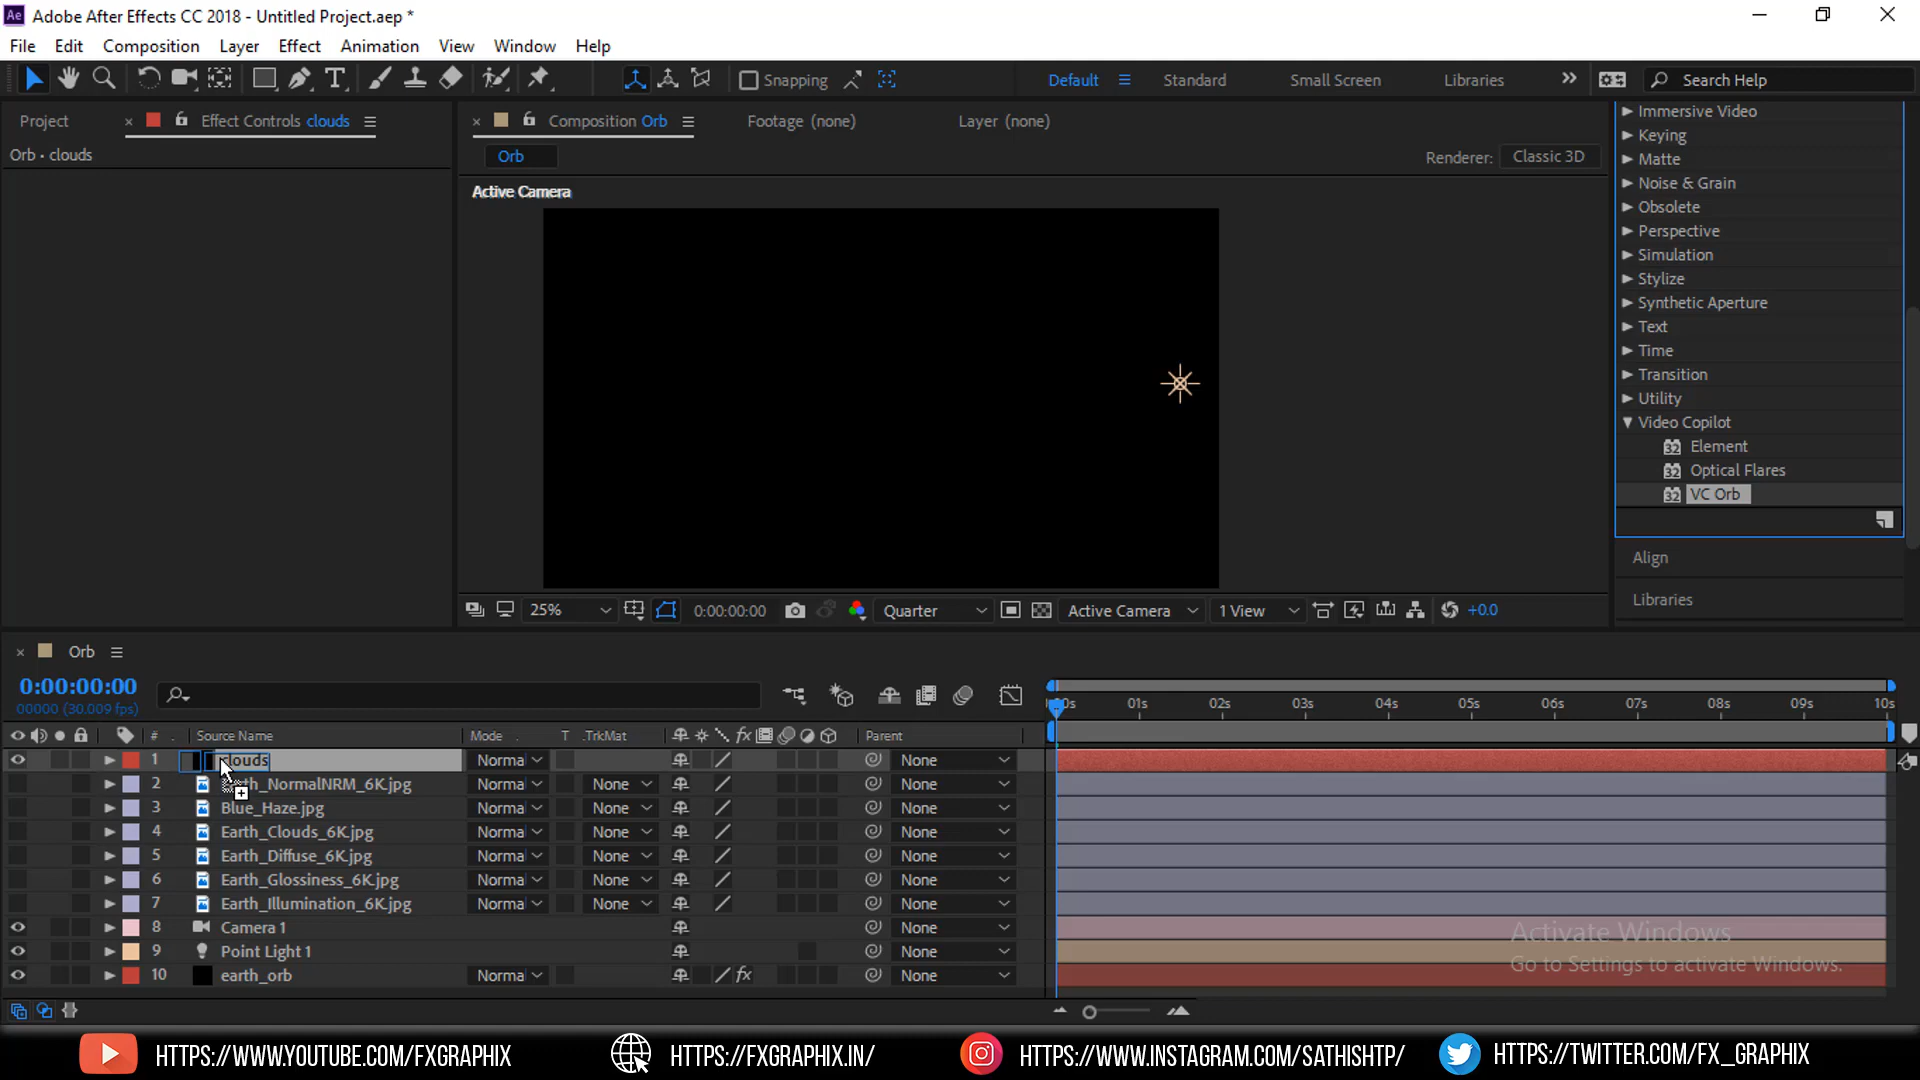 Ae Adobe After Effects CC 2018 - Untitled Project.aep *
File Edit Composition Layer Effect Animation View Window Help
T Snapping Default Standard Small Screen Libraries Search Help
Project Effect Controls clouds
Orb • clouds
Composition Orb Footage (none) Layer (none)
Orb Renderer: Classic 3D
Active Camera
Immersive Video
Keying
Matte
Noise & Grain
Obsolete
Perspective
Simulation
Stylize
Synthetic Aperture
Text
Time
Transition
Utility
Video Copilot
32 Element
32 Optical Flares
32 VC Orb
Align
Libraries
25% 0:00:00:00 Quarter Active Camera 1 View +0.0
Orb
0:00:00:00
00000 (30.009 fps)
01s 02s 03s 04s 05s 06s 07s 08s 09s 10s
# Source Name Mode T .TrkMat fx Parent
1 clouds Norma None
2 Earth_NormalNRM_6K.jpg Norma None None
3 Blue_Haze.jpg Norma None None
4 Earth_Clouds_6K.jpg Norma None None
5 Earth_Diffuse_6K.jpg Norma None None
6 Earth_Glossiness_6K.jpg Norma None None
7 Earth_Illumination_6K.jpg Norma None None
8 Camera 1 None
9 Point Light 1 None
10 earth_orb Norma fx None
Activate Windows
Go to Settings to activate Windows.
HTTPS://WWW.YOUTUBE.COM/FXGRAPHIX HTTPS://FXGRAPHIX.IN/ HTTPS://WWW.INSTAGRAM.COM/SATHISHTP/ HTTPS://TWITTER.COM/FX_GRAPHIX